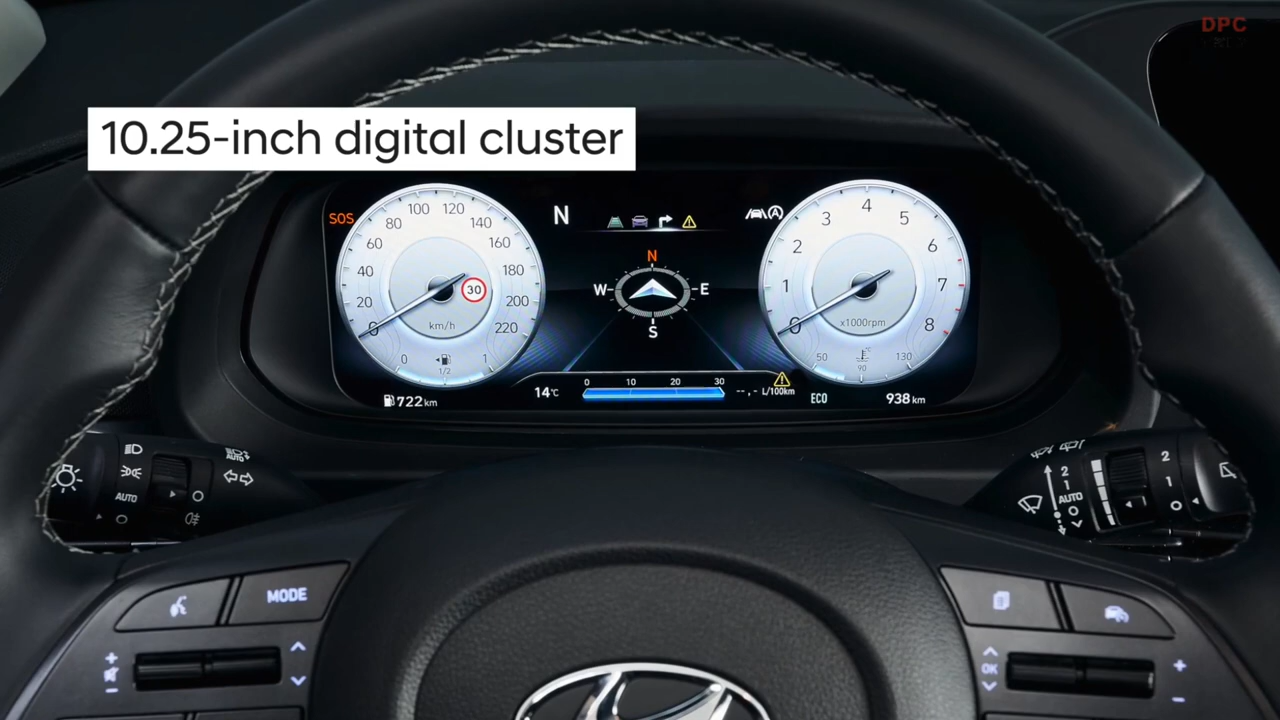 DPC
10.25-inch digital cluster
SOS
0 20 40 60 80 100 120 140 160 180 200 220
30
km/h
0 1/2 1
N
N
W E
S
0 1 2 3 4 5 6 7 8
x1000rpm
50 90 130
°C
722km
14°C
0 10 20 30
--.- L/100km
ECO
938km
AUTO
AUTO
2
1
AUTO
2
1
MODE
OK
+
−
+
−